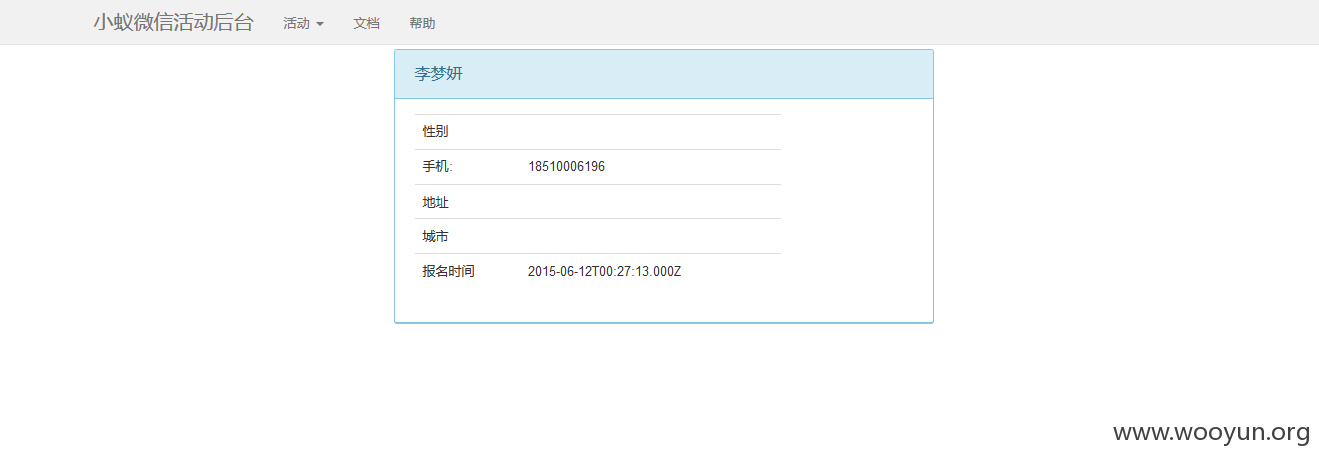 小蚁微信活动后台 活动 文档 帮助
李梦妍
性别
手机: 18510006196
地址
城市
报名时间 2015-06-12T00:27:13.000Z
www.wooyun.org